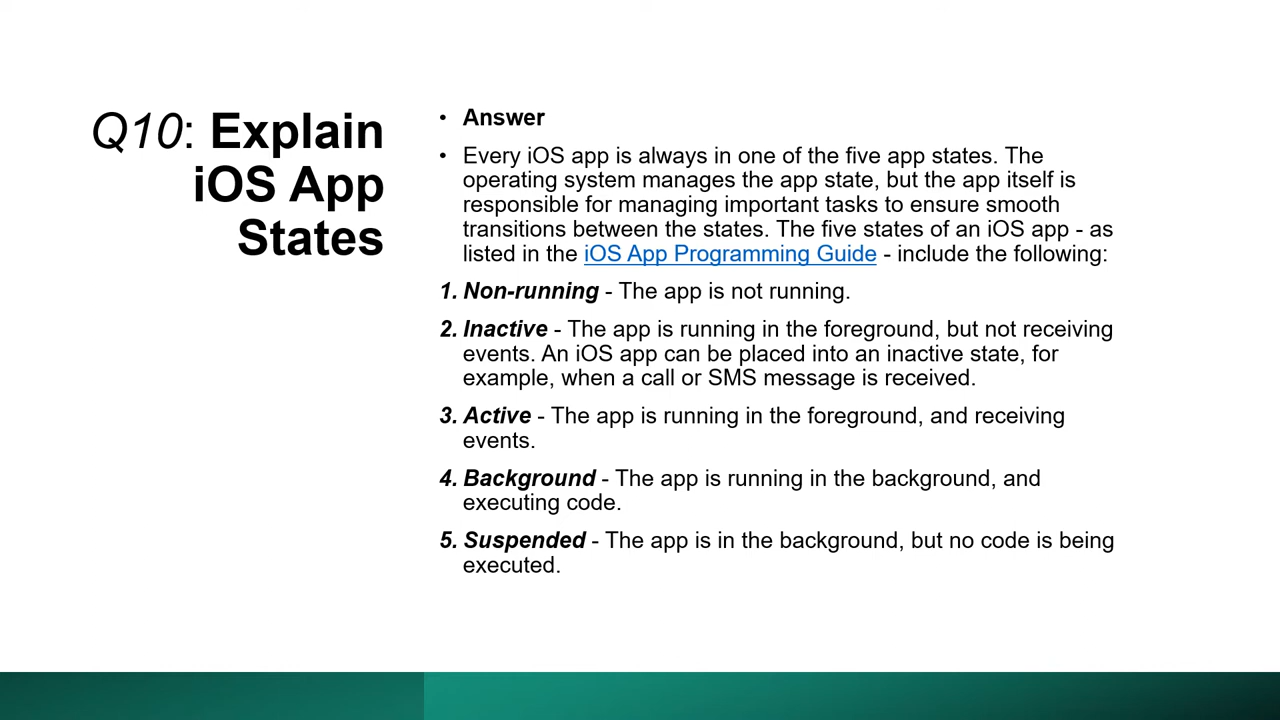 Q10: Explain
iOS App
States
• Answer
• Every iOS app is always in one of the five app states. The
operating system manages the app state, but the app itself is
responsible for managing important tasks to ensure smooth
transitions between the states. The five states of an iOS app - as
listed in the iOS App Programming Guide - include the following:
1. Non-running - The app is not running.
2. Inactive - The app is running in the foreground, but not receiving
events. An iOS app can be placed into an inactive state, for
example, when a call or SMS message is received.
3. Active - The app is running in the foreground, and receiving
events.
4. Background - The app is running in the background, and
executing code.
5. Suspended - The app is in the background, but no code is being
executed.